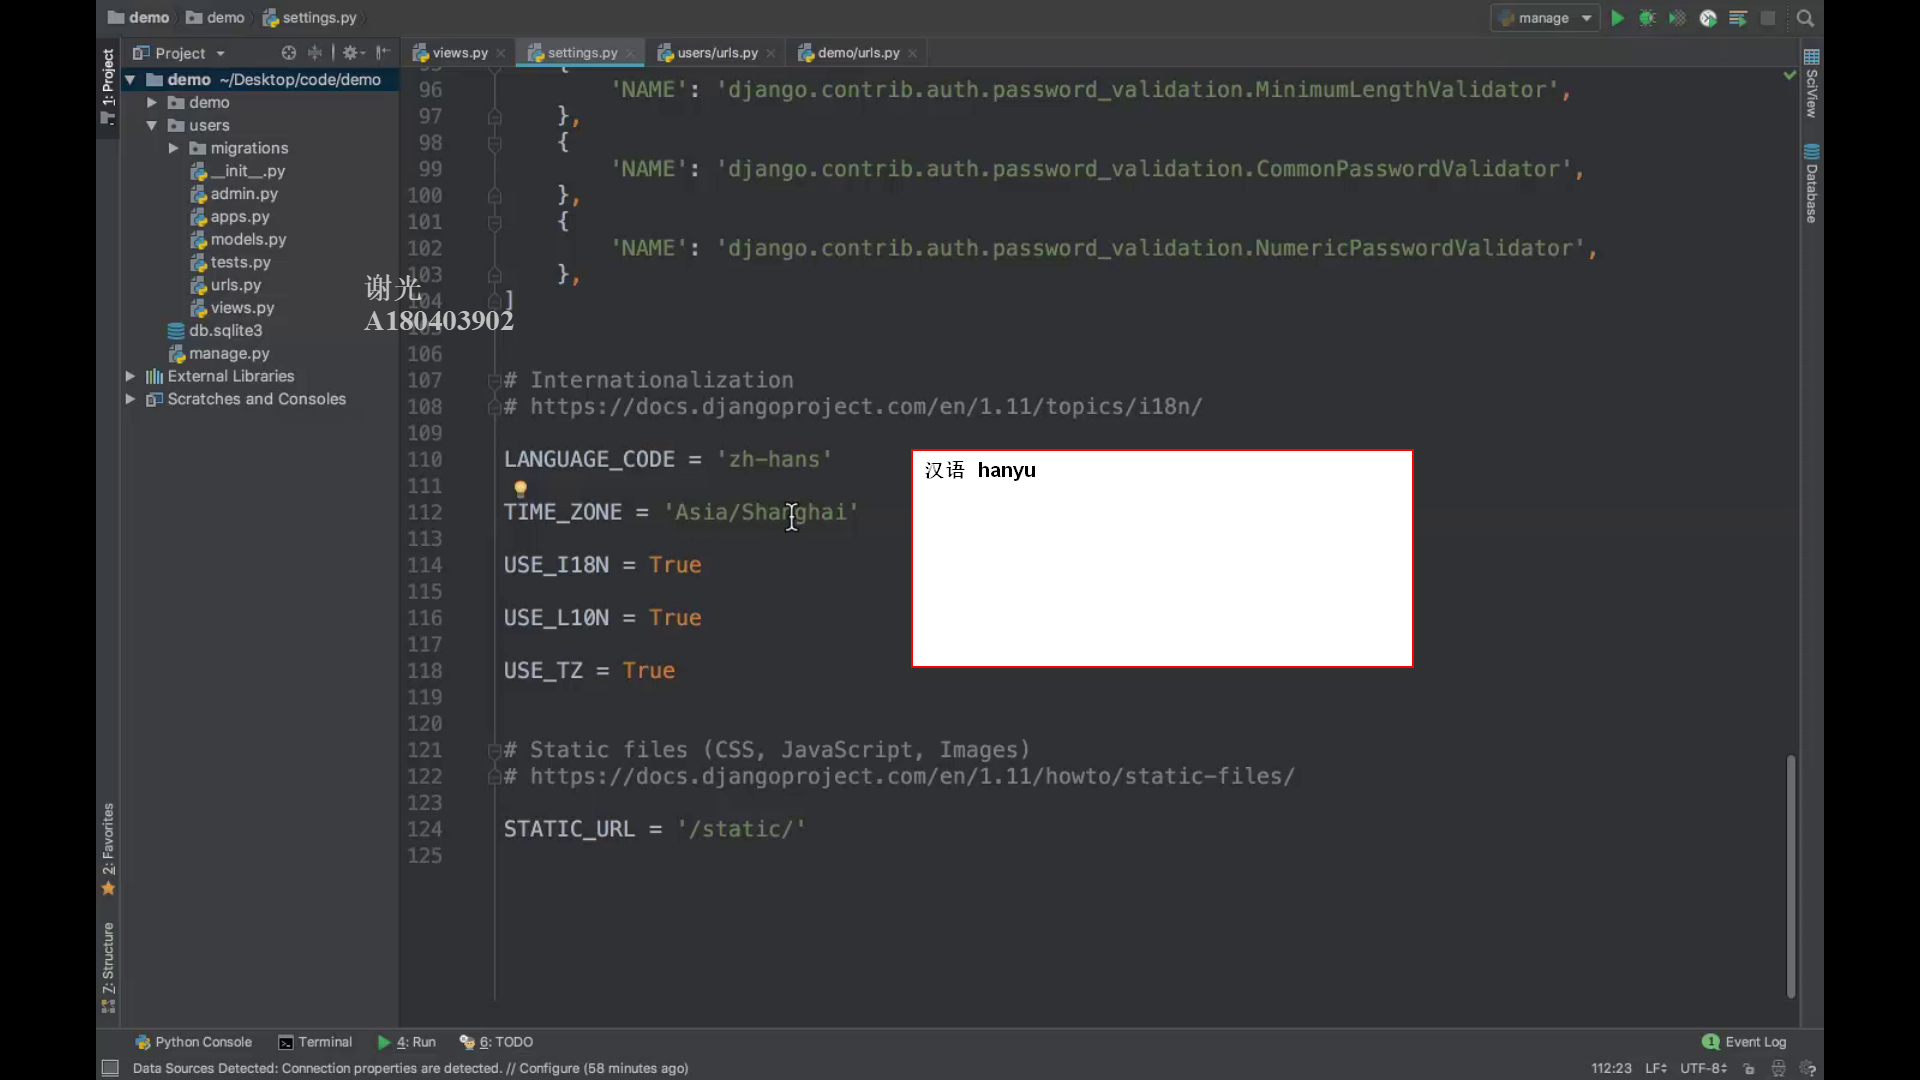 demo demo settings.py manage
Project views.py settings.py users/urls.py demo/urls.py
1: Project
SciView
Database
demo ~/Desktop/code/demo
demo
users
migrations
__init__.py
admin.py
apps.py
models.py
tests.py
urls.py
views.py
db.sqlite3
manage.py
External Libraries
Scratches and Consoles
谢光
A180403902
96 'NAME': 'django.contrib.auth.password_validation.MinimumLengthValidator',
97 },
98 {
99 'NAME': 'django.contrib.auth.password_validation.CommonPasswordValidator',
100 },
101 {
102 'NAME': 'django.contrib.auth.password_validation.NumericPasswordValidator',
103 },
104 ]
106
107 # Internationalization
108 # https://docs.djangoproject.com/en/1.11/topics/i18n/
109
110 LANGUAGE_CODE = 'zh-hans'
111
112 TIME_ZONE = 'Asia/Shanghai'
113
114 USE_I18N = True
115
116 USE_L10N = True
117
118 USE_TZ = True
119
120
121 # Static files (CSS, JavaScript, Images)
122 # https://docs.djangoproject.com/en/1.11/howto/static-files/
123
124 STATIC_URL = '/static/'
125
汉语 hanyu
2: Favorites
7: Structure
Python Console Terminal 4: Run 6: TODO 1 Event Log
Data Sources Detected: Connection properties are detected. // Configure (58 minutes ago) 112:23 LF UTF-8